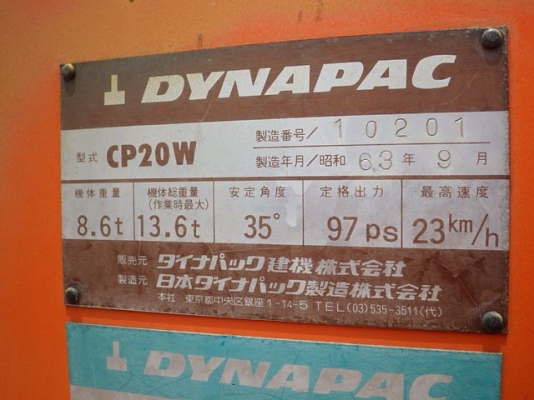 DYNAPAC
型式 CP20W
製造番号/ 10201
製造年月/昭和 63 年 9 月
機体重量 8.6t
機体総重量 (作業時最大) 13.6t
安定角度 35°
定格出力 97 ps
最高速度 23km/h
販売元 ダイナパック建機株式会社
製造元 日本ダイナパック製造株式会社
本社 東京都中央区銀座1-14-5 TEL(03)535-3511(代)
DYNAPAC